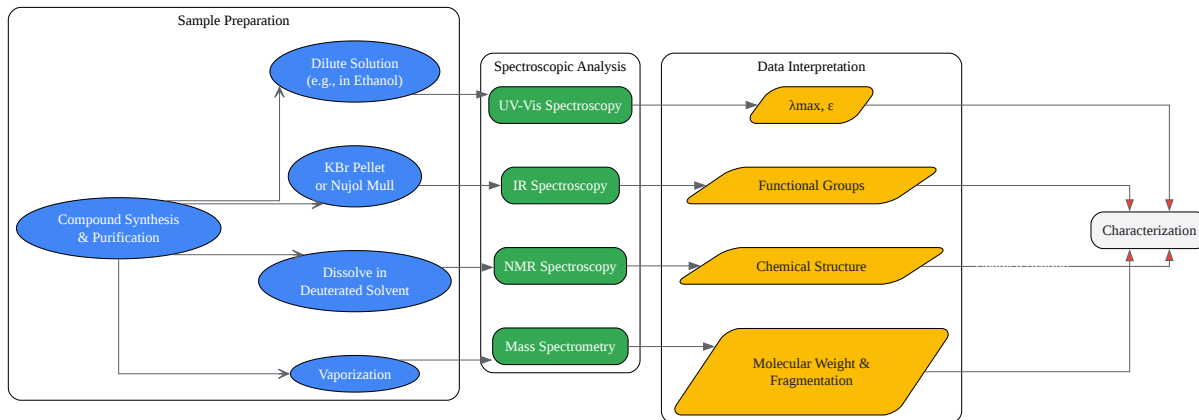 Sample Preparation
Dilute Solution
(e.g., in Ethanol)
KBr Pellet
or Nujol Mull
Compound Synthesis
& Purification
Dissolve in
Deuterated Solvent
Vaporization
Spectroscopic Analysis
UV-Vis Spectroscopy
IR Spectroscopy
NMR Spectroscopy
Mass Spectrometry
Data Interpretation
λmax, ε
Functional Groups
Chemical Structure
Molecular Weight &
Fragmentation
Characterization